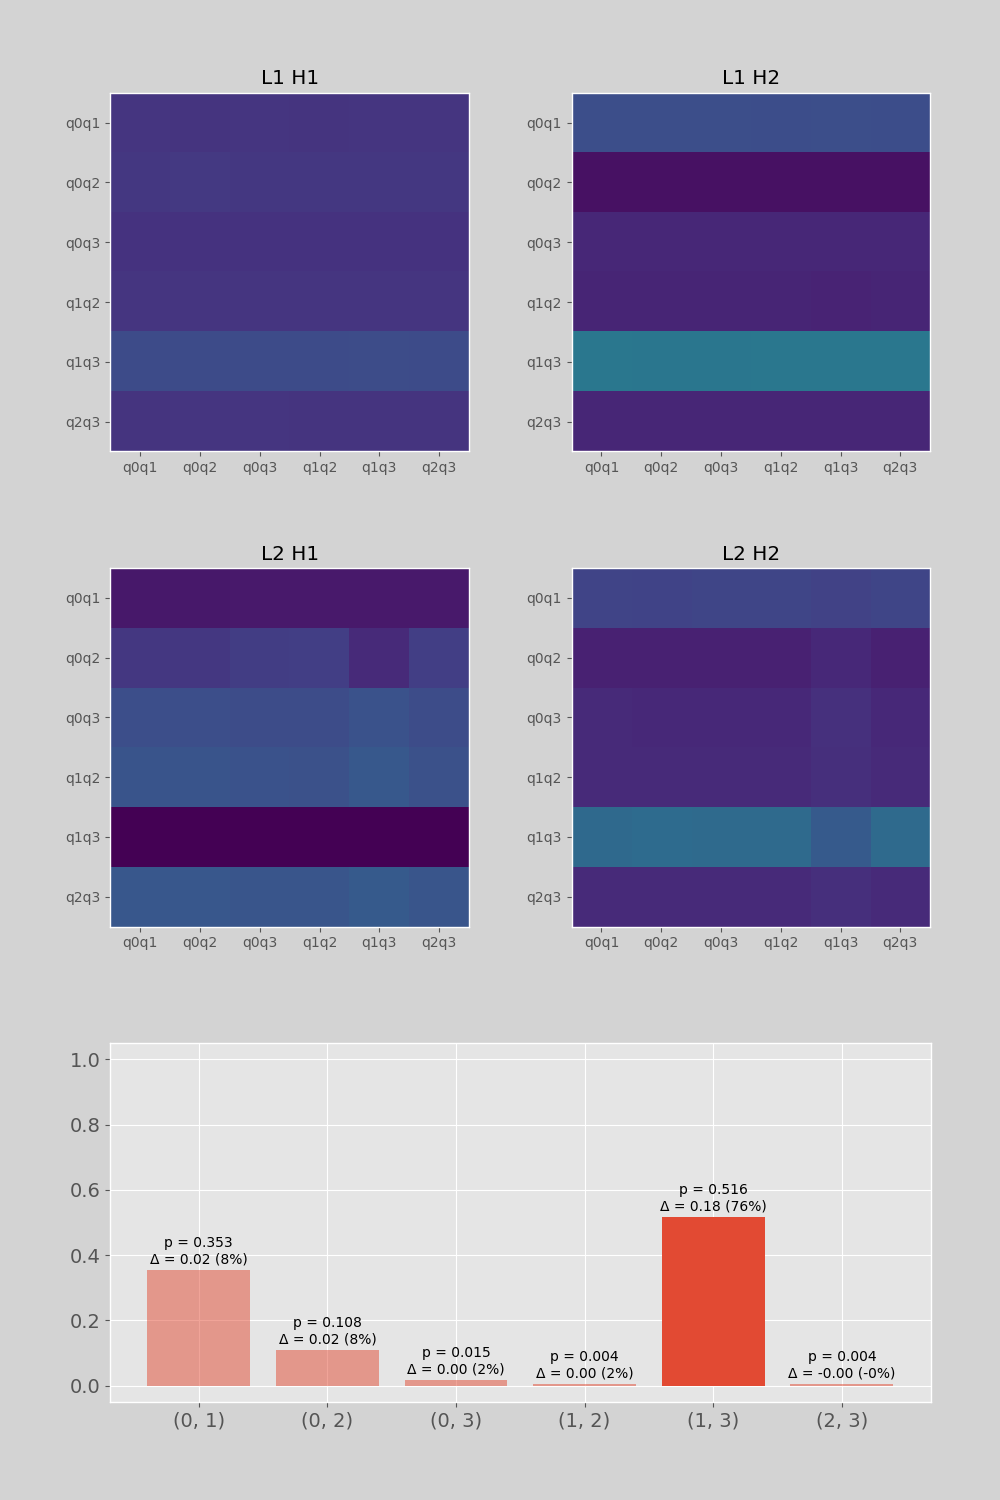 L1 H1
q0q1
q0q2
q0q3
q1q2
q1q3
q2q3
q0q1 q0q2 q0q3 q1q2 q1q3 q2q3
L1 H2
q0q1
q0q2
q0q3
q1q2
q1q3
q2q3
q0q1 q0q2 q0q3 q1q2 q1q3 q2q3
L2 H1
q0q1
q0q2
q0q3
q1q2
q1q3
q2q3
q0q1 q0q2 q0q3 q1q2 q1q3 q2q3
L2 H2
q0q1
q0q2
q0q3
q1q2
q1q3
q2q3
q0q1 q0q2 q0q3 q1q2 q1q3 q2q3
1.0
0.8
0.6
0.4
0.2
0.0
p = 0.353
Δ = 0.02 (8%)
p = 0.108
Δ = 0.02 (8%)
p = 0.015
Δ = 0.00 (2%)
p = 0.004
Δ = 0.00 (2%)
p = 0.516
Δ = 0.18 (76%)
p = 0.004
Δ = -0.00 (-0%)
(0, 1) (0, 2) (0, 3) (1, 2) (1, 3) (2, 3)